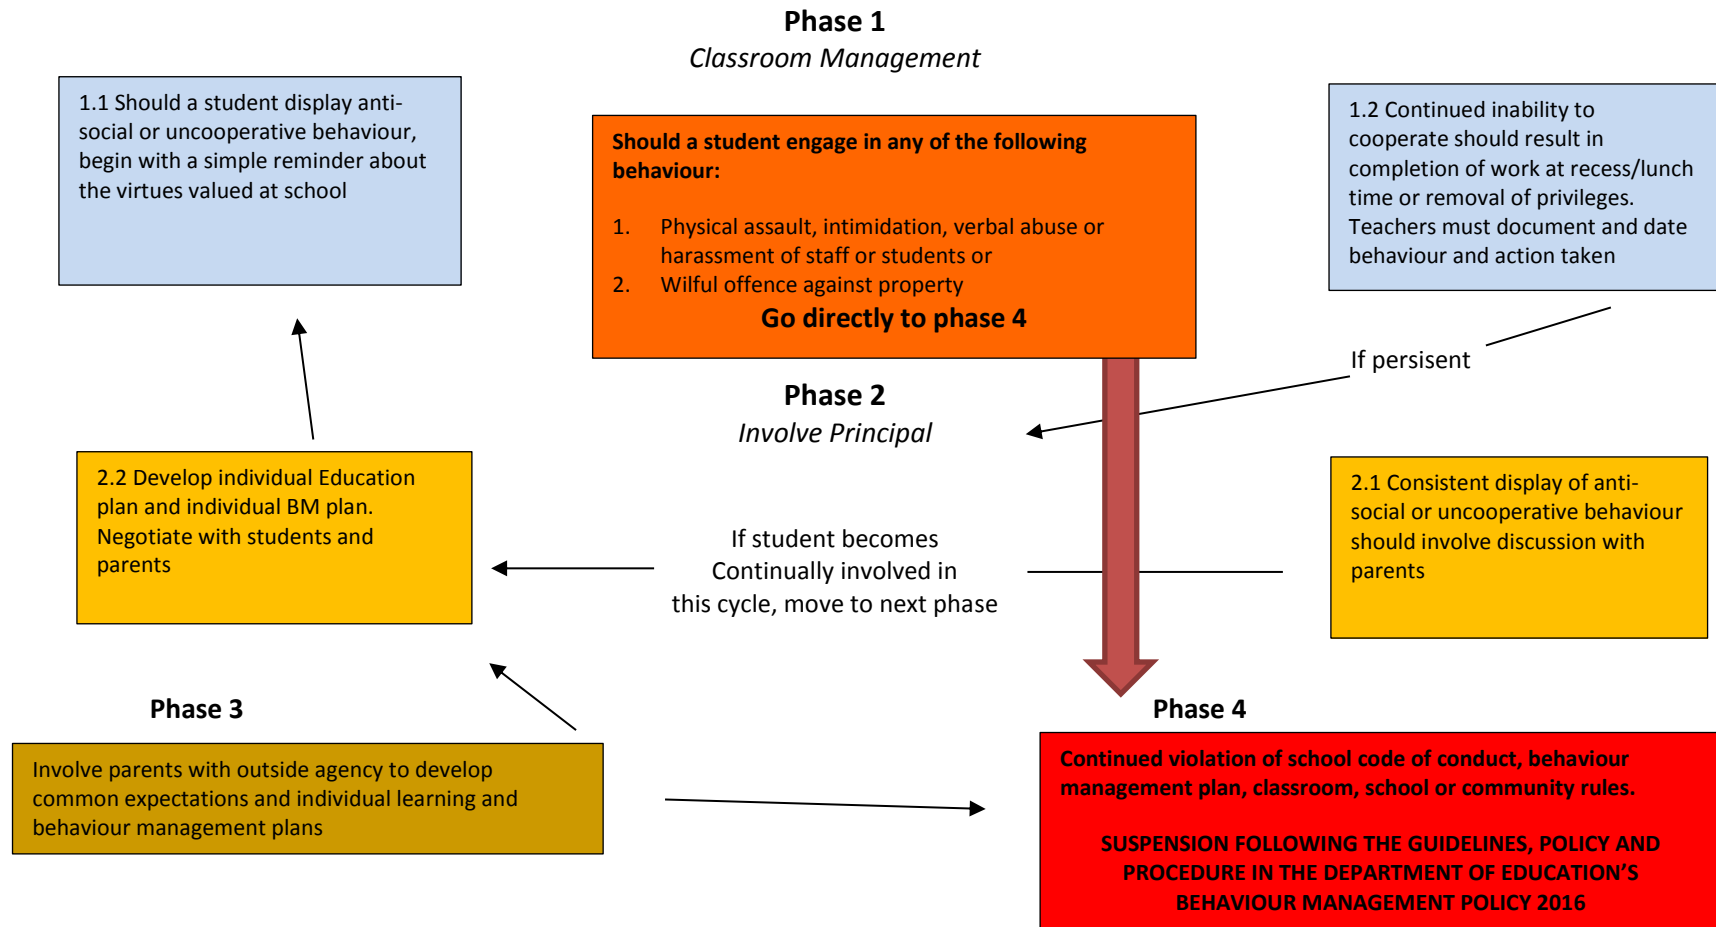 Phase 1
Classroom Management
1.1 Should a student display anti-
social or uncooperative behaviour,
begin with a simple reminder about
the virtues valued at school
Should a student engage in any of the following
behaviour:
1. Physical assault, intimidation, verbal abuse or
harassment of staff or students or
2. Wilful offence against property
Go directly to phase 4
1.2 Continued inability to
cooperate should result in
completion of work at recess/lunch
time or removal of privileges.
Teachers must document and date
behaviour and action taken
If persisent
Phase 2
Involve Principal
2.2 Develop individual Education
plan and individual BM plan.
Negotiate with students and
parents
If student becomes
Continually involved in
this cycle, move to next phase
2.1 Consistent display of anti-
social or uncooperative behaviour
should involve discussion with
parents
Phase 3
Involve parents with outside agency to develop
common expectations and individual learning and
behaviour management plans
Phase 4
Continued violation of school code of conduct, behaviour
management plan, classroom, school or community rules.
SUSPENSION FOLLOWING THE GUIDELINES, POLICY AND
PROCEDURE IN THE DEPARTMENT OF EDUCATION’S
BEHAVIOUR MANAGEMENT POLICY 2016